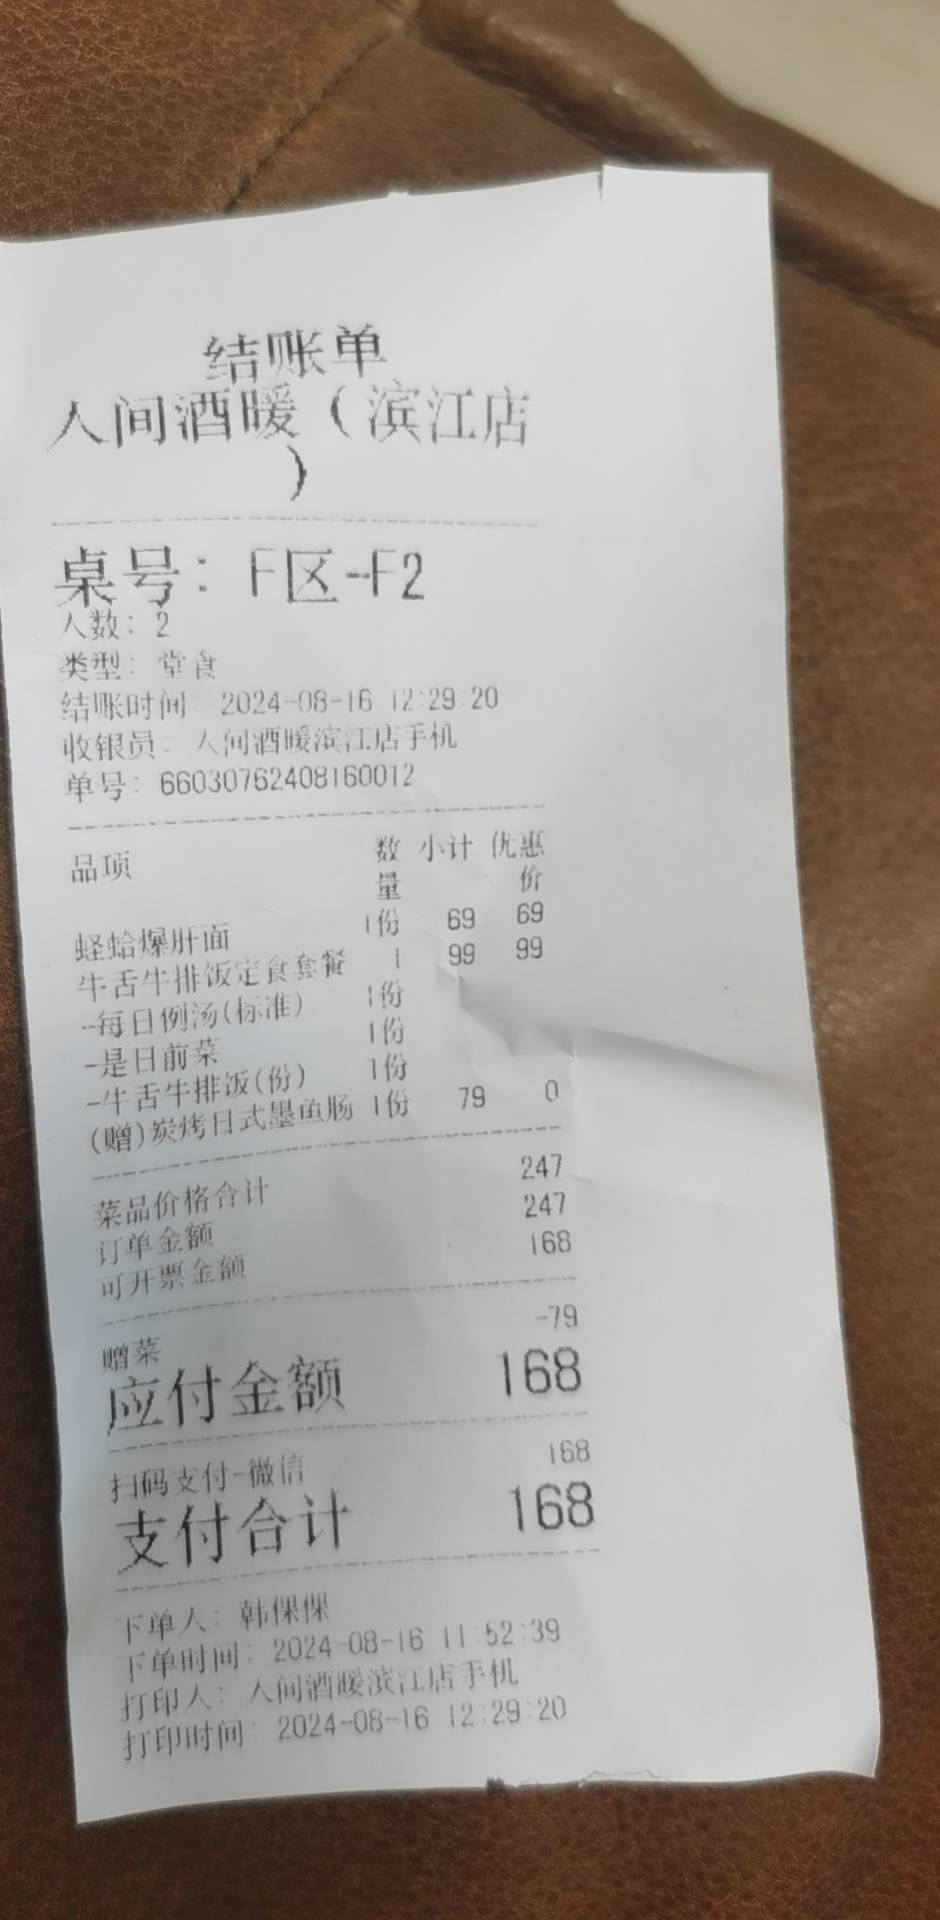 结账单
人间酒暖（滨江店
）
桌号：F区-F2
人数：2
类型：堂食
结账时间：2024-08-16 12:29:20
收银员：人间酒暖滨江店手机
单号：66030762408160012
品项 数量 小计 优惠价
蛏蛤爆肝面 1份 69 69
牛舌牛排饭定食套餐 1 99 99
-每日例汤(标准) 1份
-是日前菜 1份
-牛舌牛排饭(份) 1份
(赠)炭烤日式墨鱼肠 1份 79 0
菜品价格合计 247
订单金额 247
可开票金额 168
赠菜 -79
应付金额 168
扫码支付-微信 168
支付合计 168
下单人：韩倮倮
下单时间：2024-08-16 11:52:39
打印人：人间酒暖滨江店手机
打印时间：2024-08-16 12:29:20